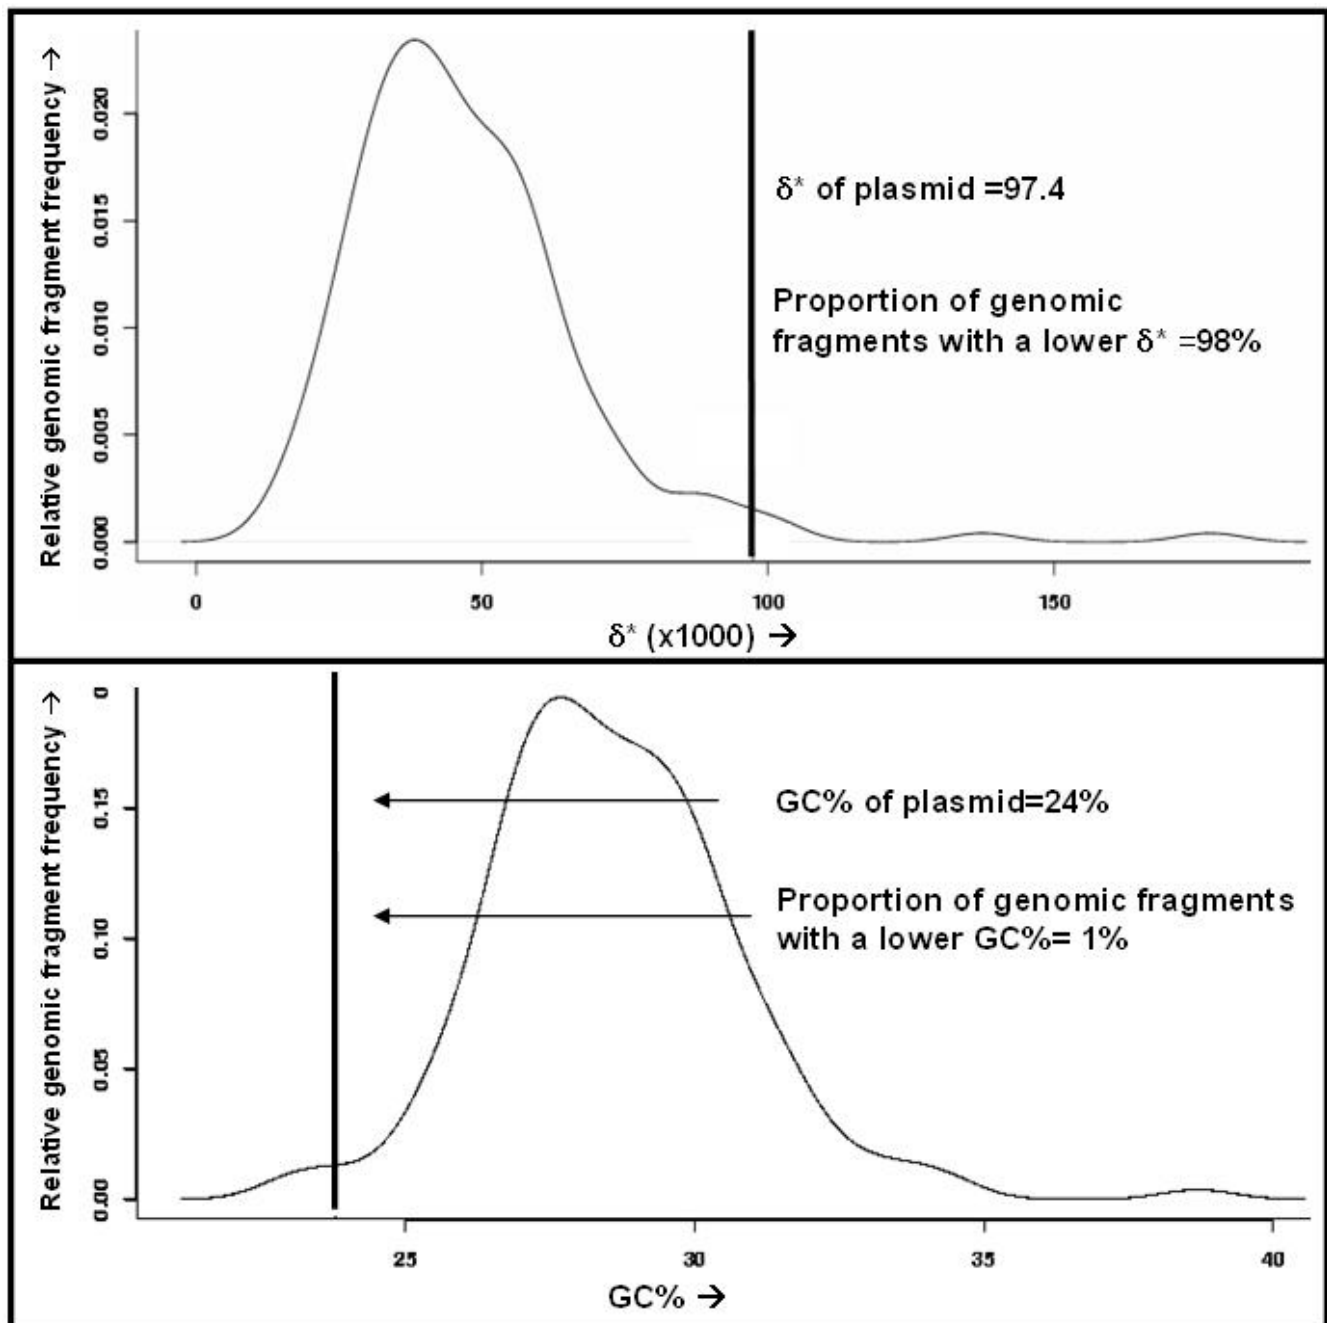 Relative genomic fragment frequency →
0.020
0.015
0.010
0.005
0.000
δ* of plasmid =97.4
Proportion of genomic
fragments with a lower δ* =98%
0 50 100 150
δ* (x1000) →
Relative genomic fragment frequency →
0
0.15
0.10
0.05
0.00
GC% of plasmid=24%
Proportion of genomic fragments
with a lower GC%= 1%
25 30 35 40
GC% →